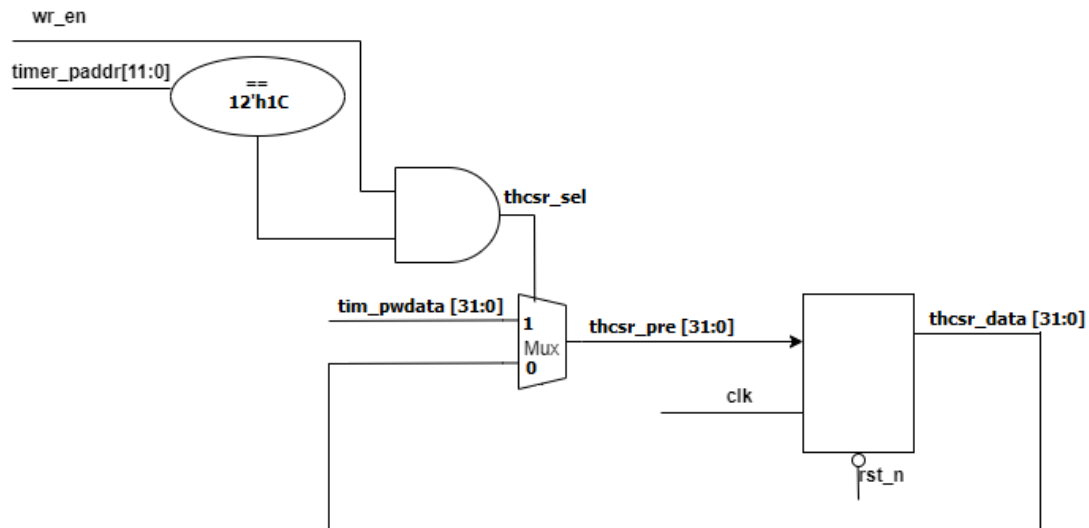 wr_en
timer_paddr[11:0]
==
12'h1C
thcsr_sel
tim_pwdata [31:0]
1
Mux
0
thcsr_pre [31:0]
thcsr_data [31:0]
clk
rst_n